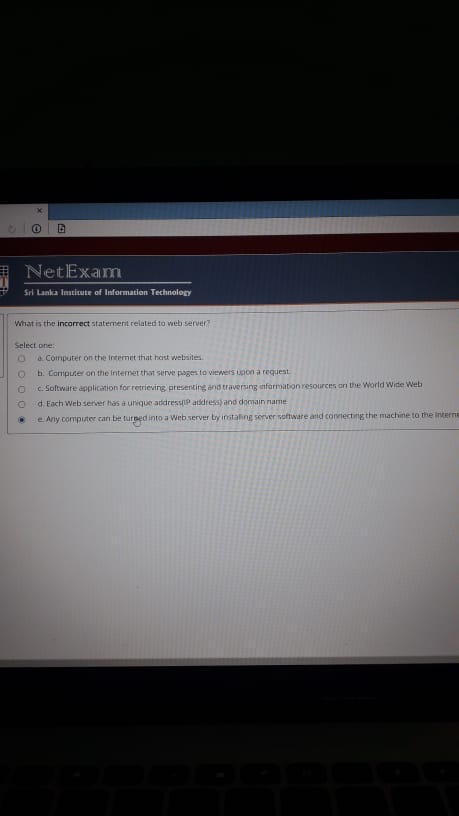 NetExam
Sri Lanka Institute of Information Technology
What is the incorrect statement related to web server?
Select one:
a. Computer on the Internet that host websites.
b. Computer on the Internet that serve pages to viewers upon a request.
c. Software application for retrieving, presenting and traversing information resources on the World Wide Web
d. Each Web server has a unique address(IP address) and domain name
e. Any computer can be turned into a Web server by installing server software and connecting the machine to the